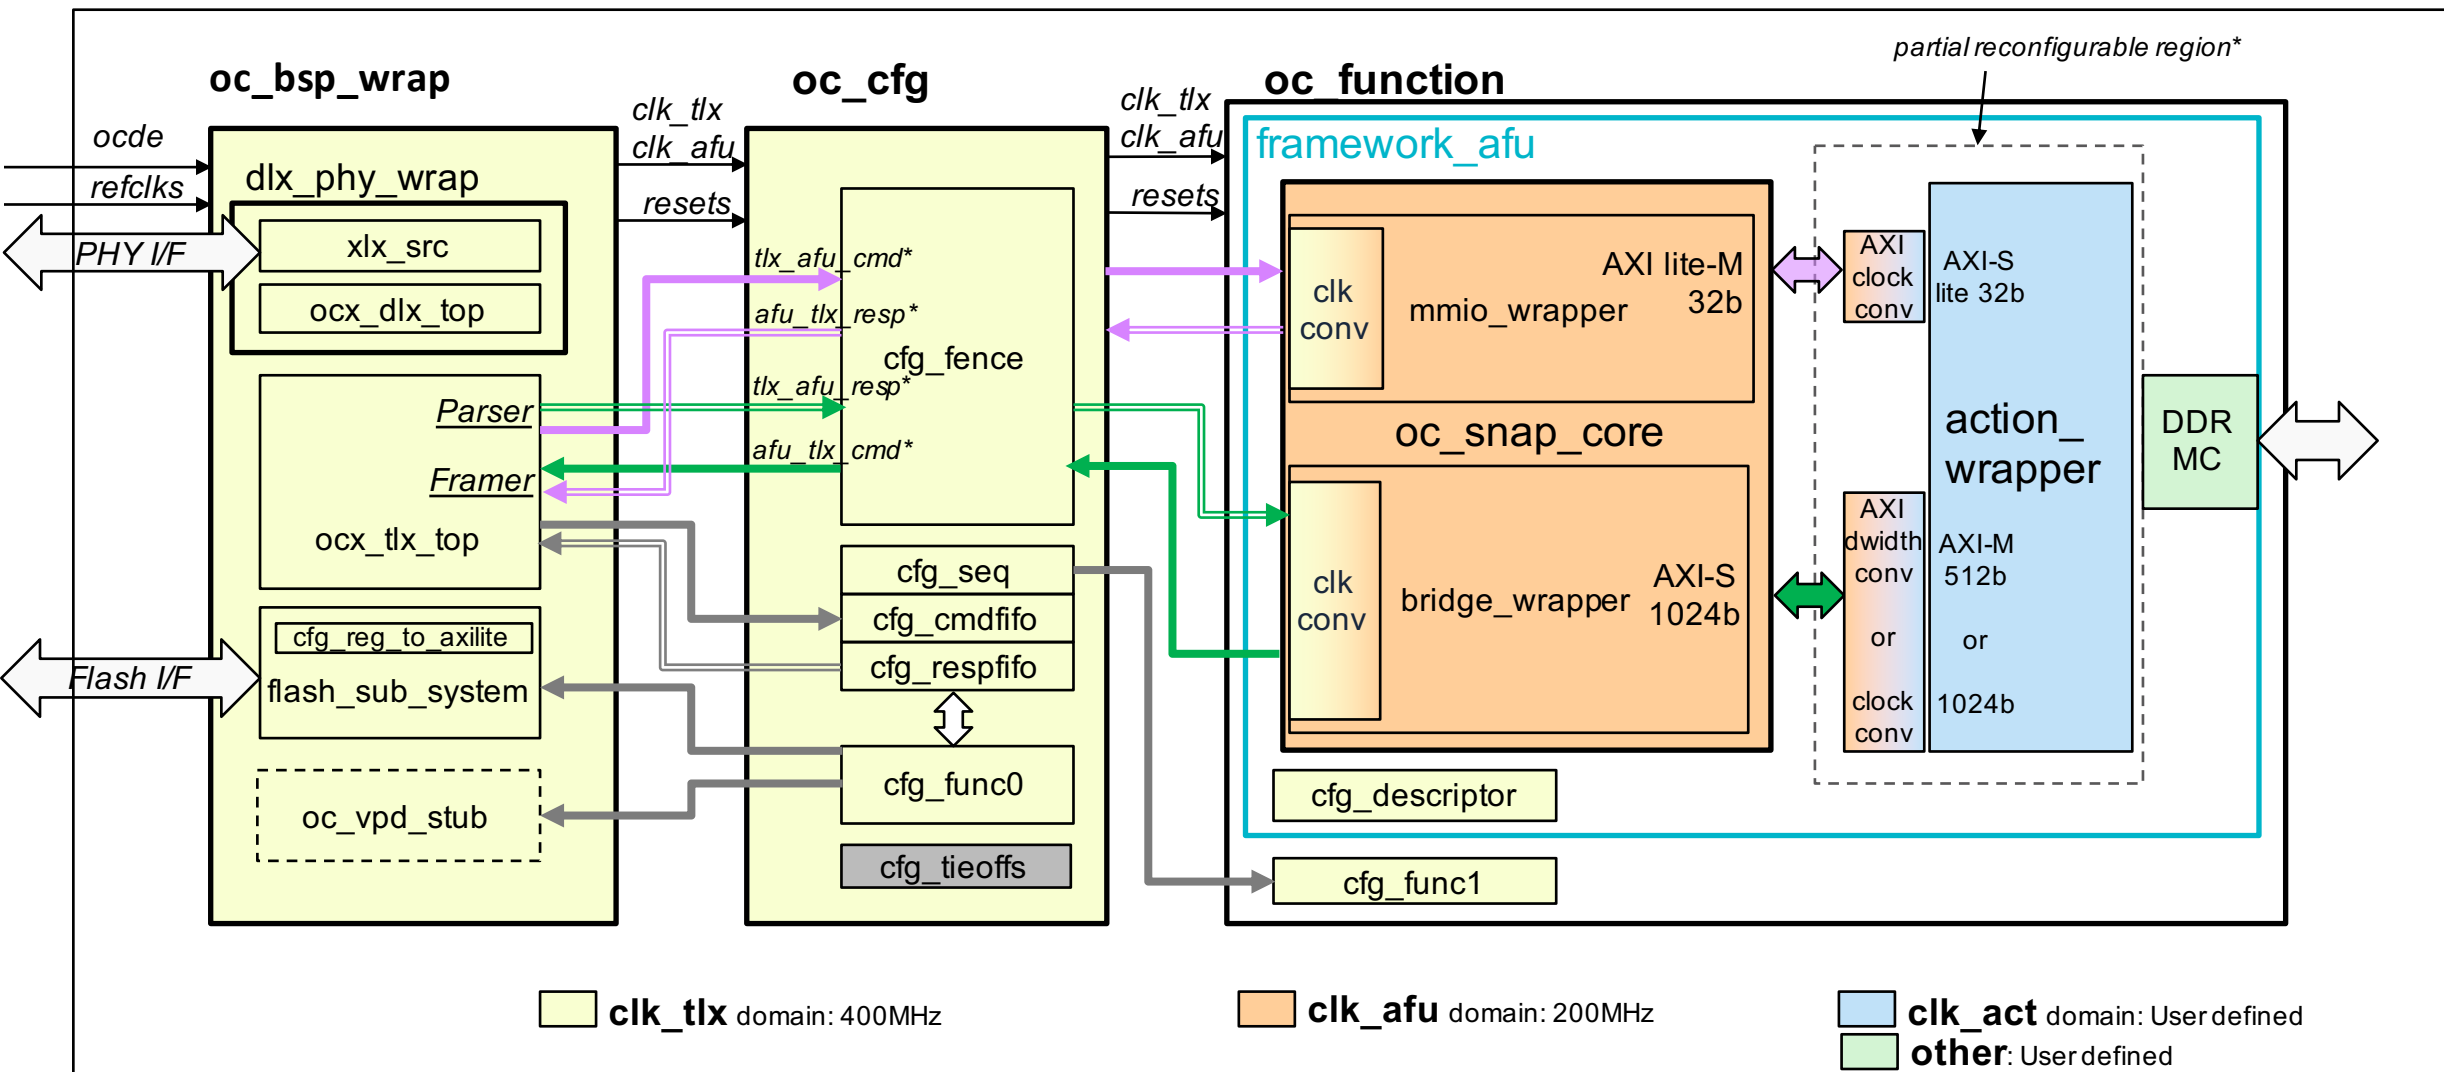 partial reconfigurable region*
oc_bsp_wrap
oc_cfg
oc_function
ocde
refclks
PHY I/F
Flash I/F
dlx_phy_wrap
xlx_src
ocx_dlx_top
Parser
Framer
ocx_tlx_top
cfg_reg_to_axilite
flash_sub_system
oc_vpd_stub
clk_tlx
clk_afu
resets
tlx_afu_cmd*
afu_tlx_resp*
cfg_fence
tlx_afu_resp*
afu_tlx_cmd*
cfg_seq
cfg_cmdfifo
cfg_respfifo
cfg_func0
cfg_tieoffs
clk_tlx
clk_afu
resets
framework_afu
clk
conv
mmio_wrapper
AXI lite-M
32b
oc_snap_core
clk
conv
bridge_wrapper
AXI-S
1024b
cfg_descriptor
cfg_func1
AXI
clock
conv
AXI-S
lite 32b
action_
wrapper
AXI
dwidth
conv
or
clock
conv
AXI-M
512b
or
1024b
DDR
MC
clk_tlx domain: 400MHz
clk_afu domain: 200MHz
clk_act domain: User defined
other: User defined